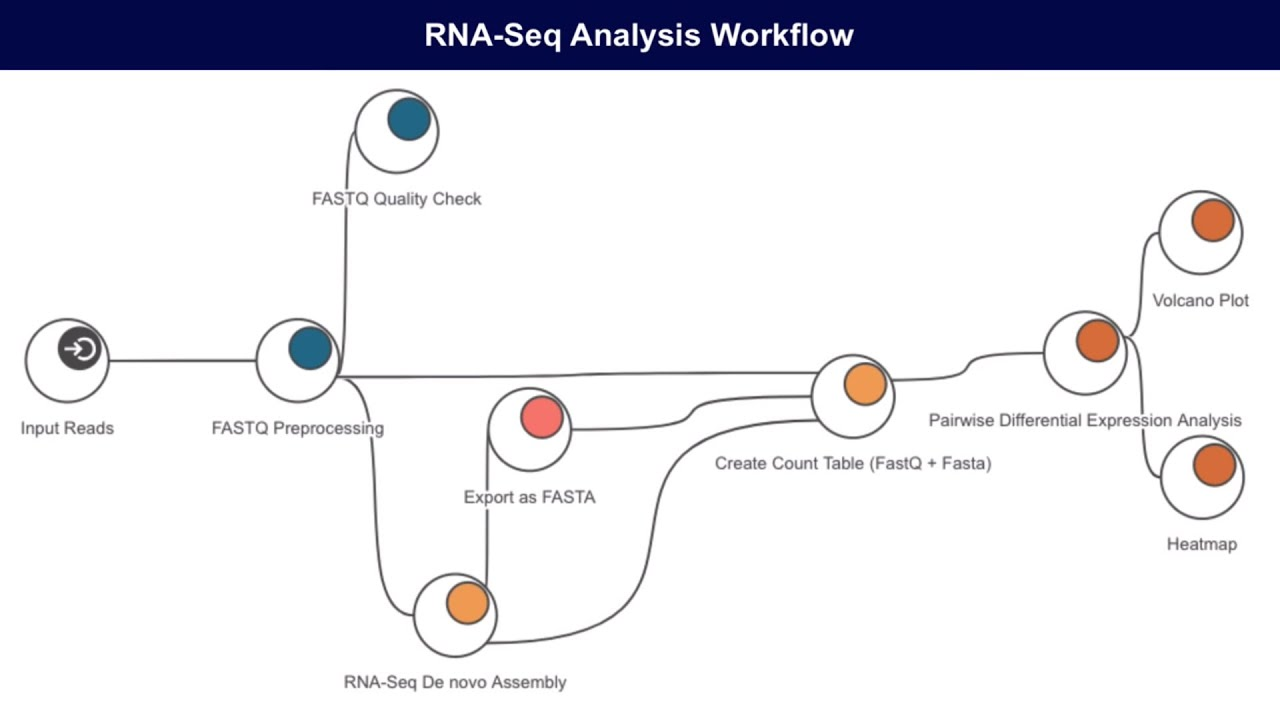 RNA-Seq Analysis Workflow
FASTQ Quality Check
Volcano Plot
Input Reads
FASTQ Preprocessing
Pairwise Differential Expression Analysis
Create Count Table (FastQ + Fasta)
Export as FASTA
Heatmap
RNA-Seq De novo Assembly